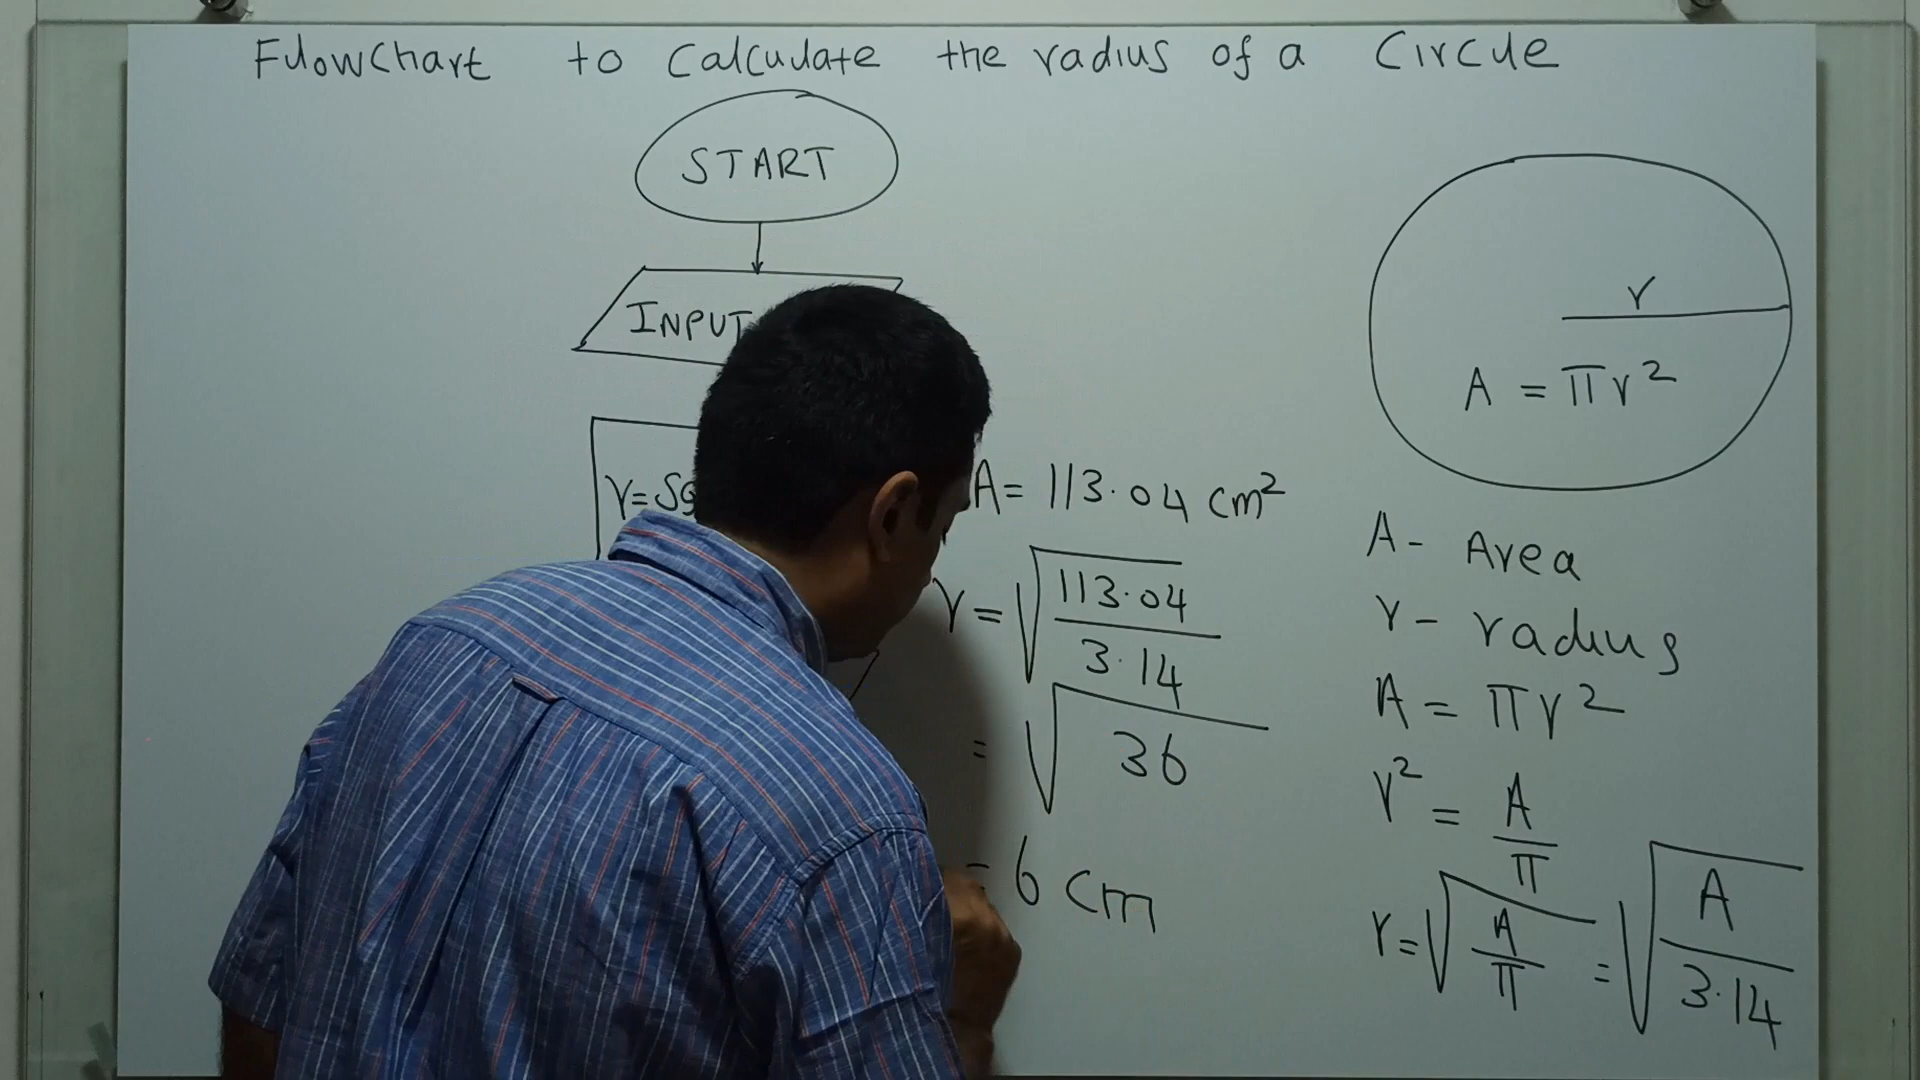 Flowchart to Calculate the radius of a Circle
START
INPUT
r=Sq
A= 113.04 cm²
r = √113.04/3.14
= √36
= 6 cm
r
A = πr²
A - Area
r - radius
A = πr²
r² = A/π
r=√A/π = √A/3.14